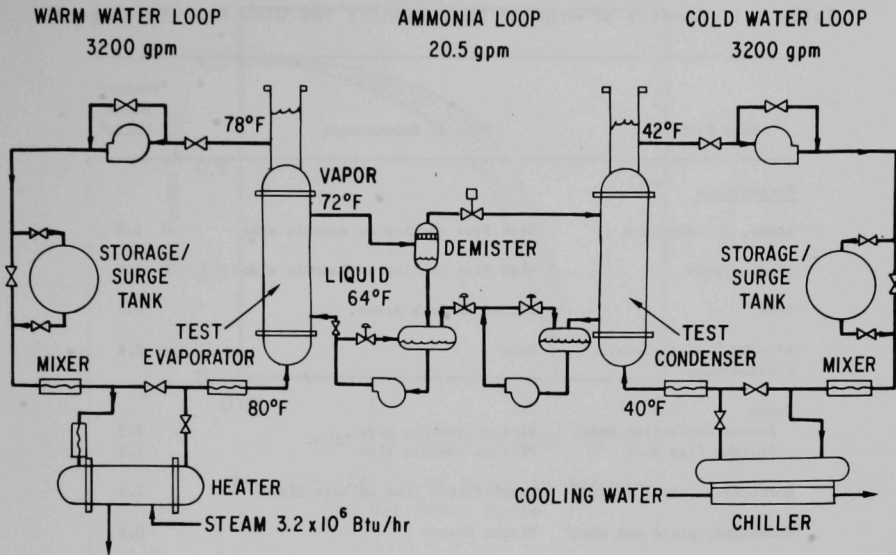 WARM WATER LOOP
3200 gpm
AMMONIA LOOP
20.5 gpm
COLD WATER LOOP
3200 gpm
78°F
42°F
VAPOR
72°F
DEMISTER
STORAGE/
SURGE
TANK
LIQUID
64°F
STORAGE/
SURGE
TANK
TEST
EVAPORATOR
TEST
CONDENSER
MIXER
MIXER
80°F
40°F
HEATER
STEAM 3.2 x 10⁶ Btu/hr
COOLING WATER
CHILLER